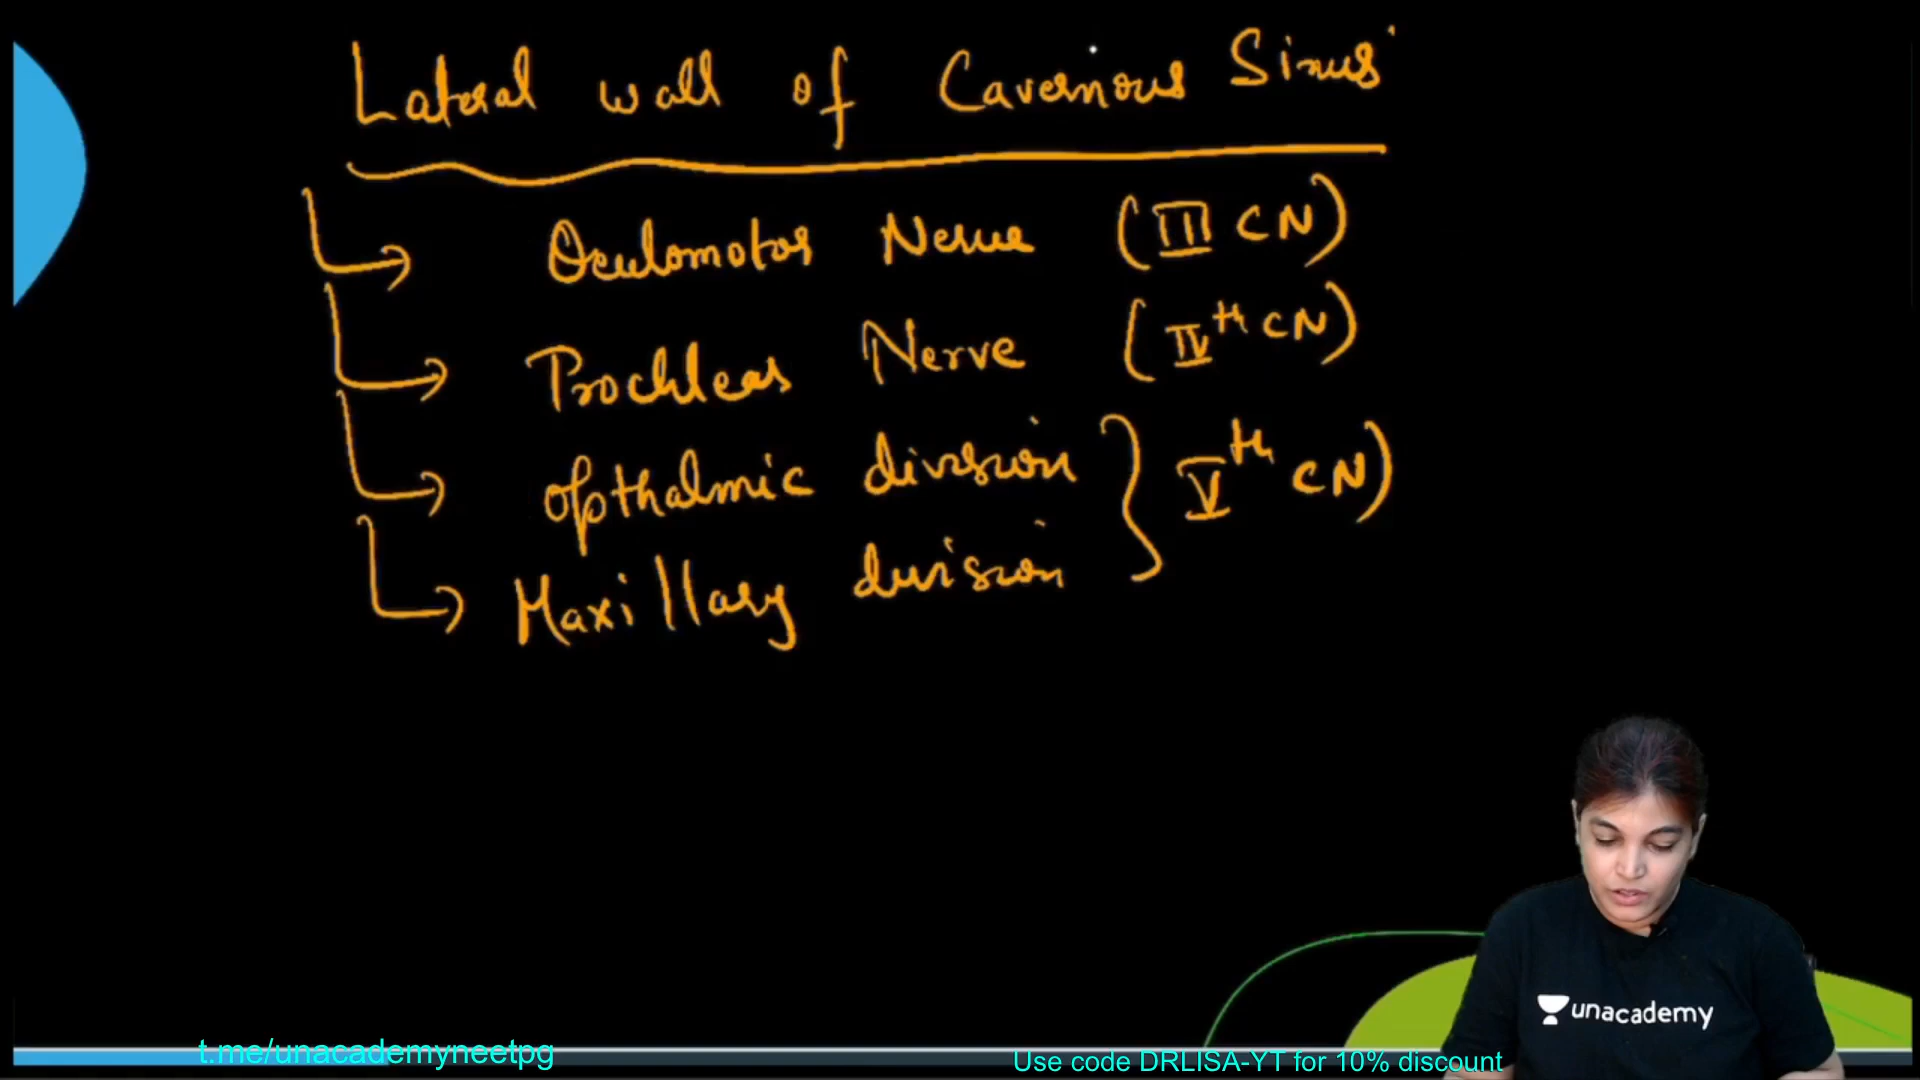 Lateral wall of Cavernous Sinus
Oculomotor Nerve (III CN)
Trochlear Nerve (IVth CN)
Opthalmic division
Maxillary division
Vth CN)
unacademy
t.me/unacademyneetpg
Use code DRLISA-YT for 10% discount